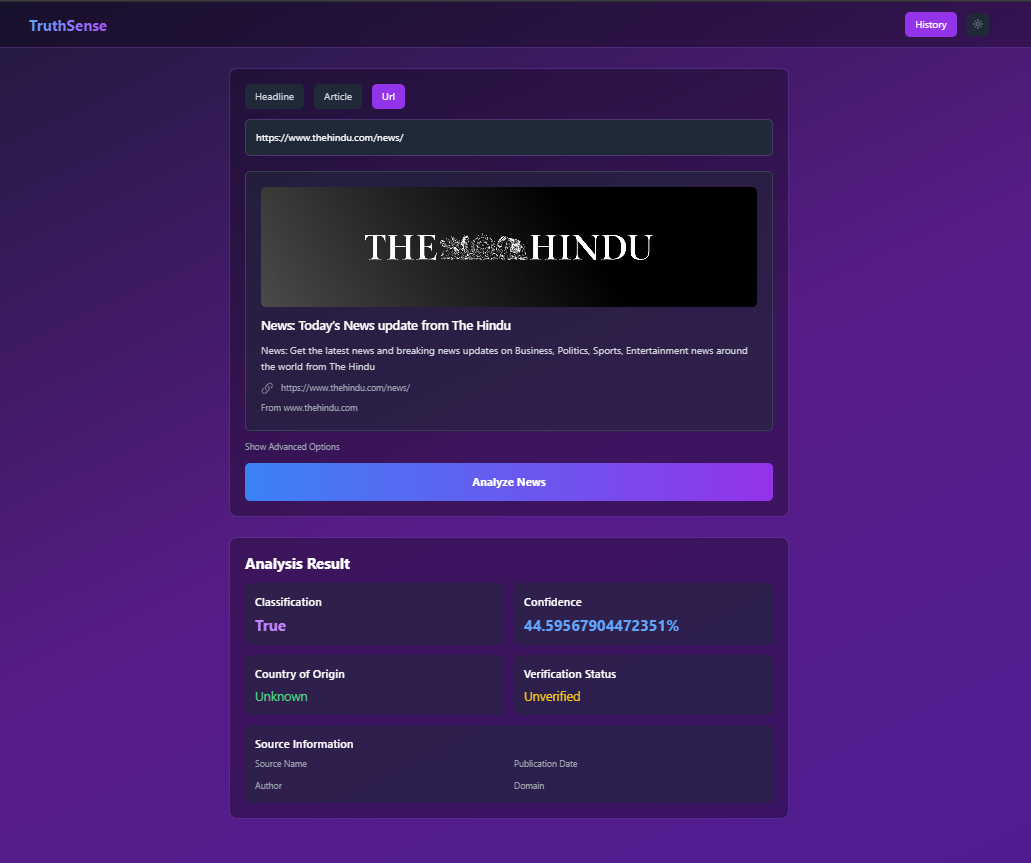 TruthSense
History
Headline
Article
Url
https://www.thehindu.com/news/
THE HINDU
News: Today's News update from The Hindu
News: Get the latest news and breaking news updates on Business, Politics, Sports, Entertainment news around
the world from The Hindu
https://www.thehindu.com/news/
From www.thehindu.com
Show Advanced Options
Analyze News
Analysis Result
Classification
True
Confidence
44.59567904472351%
Country of Origin
Unknown
Verification Status
Unverified
Source Information
Source Name
Publication Date
Author
Domain